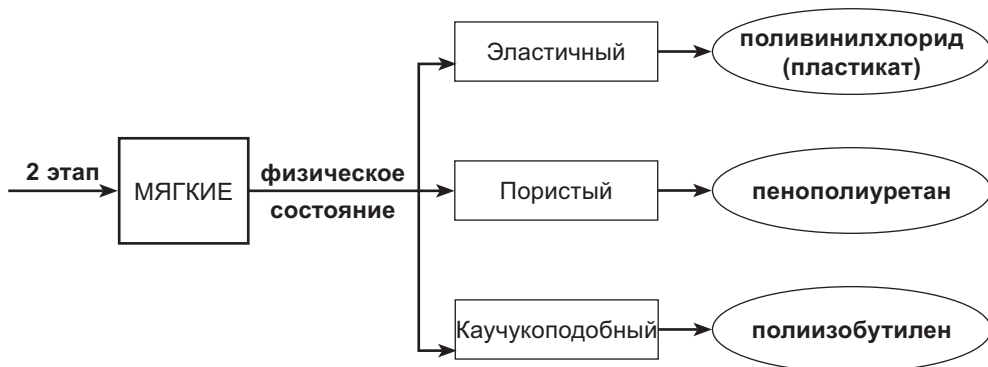 Эластичный
поливинилхлорид
(пластикат)
2 этап
МЯГКИЕ
физическое
состояние
Пористый
пенополиуретан
Каучукоподобный
полиизобутилен